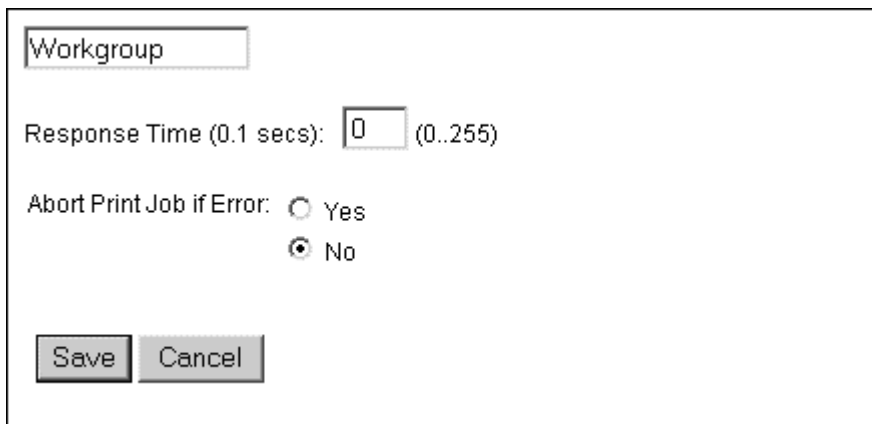 Workgroup
Response Time (0.1 secs): 0 (0..255)
Abort Print Job if Error: Yes
No
Save Cancel